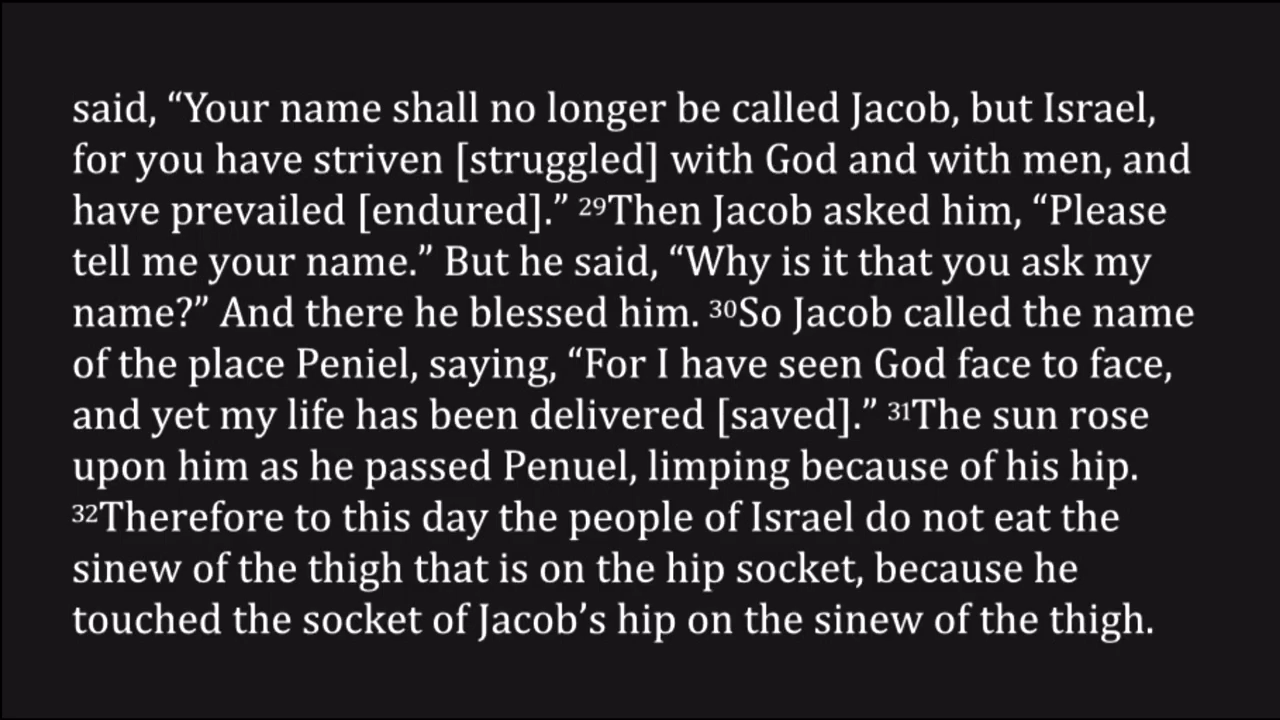 said, “Your name shall no longer be called Jacob, but Israel,
for you have striven [struggled] with God and with men, and
have prevailed [endured].” ²⁹Then Jacob asked him, “Please
tell me your name.” But he said, “Why is it that you ask my
name?” And there he blessed him. ³⁰So Jacob called the name
of the place Peniel, saying, “For I have seen God face to face,
and yet my life has been delivered [saved].” ³¹The sun rose
upon him as he passed Penuel, limping because of his hip.
³²Therefore to this day the people of Israel do not eat the
sinew of the thigh that is on the hip socket, because he
touched the socket of Jacob’s hip on the sinew of the thigh.